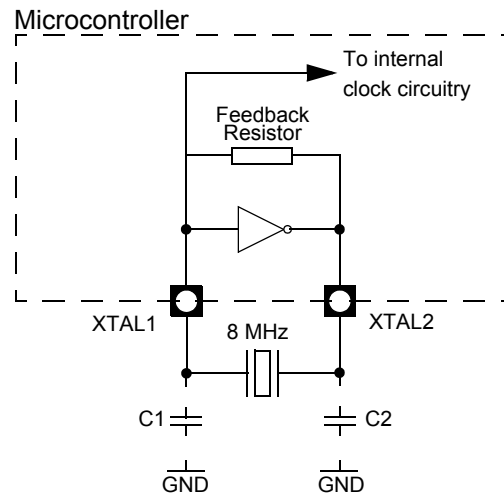 Microcontroller
To internal
clock circuitry
Feedback
Resistor
XTAL1
XTAL2
8 MHz
C1
C2
GND
GND